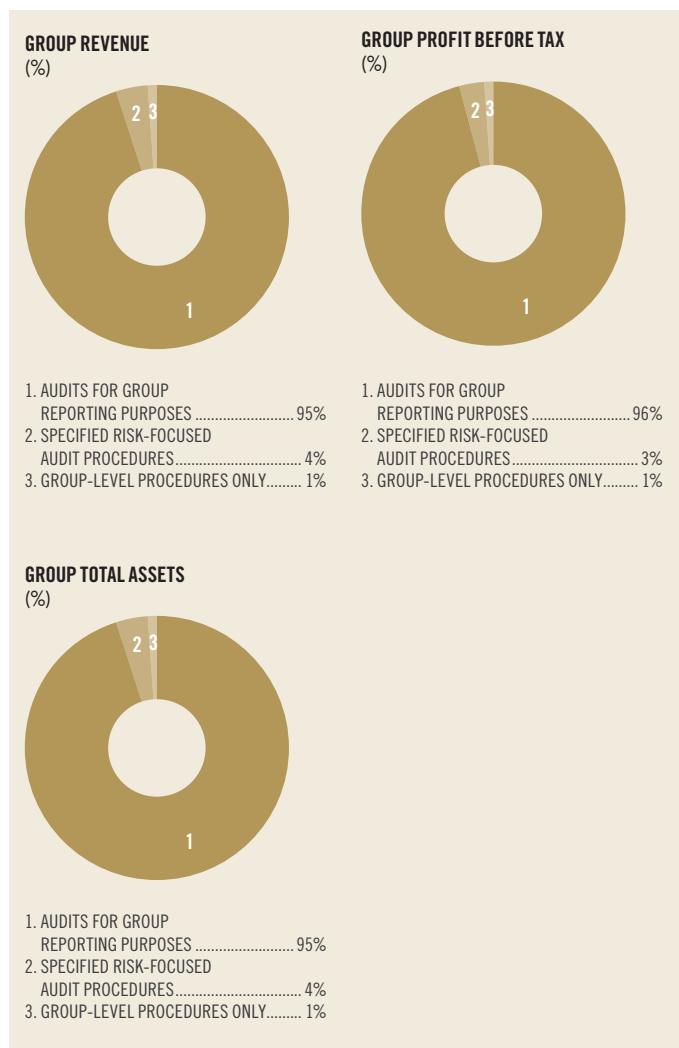 GROUP REVENUE
(%)
2 3
1
1. AUDITS FOR GROUP
REPORTING PURPOSES ......................... 95%
2. SPECIFIED RISK-FOCUSED
AUDIT PROCEDURES................................ 4%
3. GROUP-LEVEL PROCEDURES ONLY......... 1%
GROUP PROFIT BEFORE TAX
(%)
2 3
1
1. AUDITS FOR GROUP
REPORTING PURPOSES ......................... 96%
2. SPECIFIED RISK-FOCUSED
AUDIT PROCEDURES................................ 3%
3. GROUP-LEVEL PROCEDURES ONLY......... 1%
GROUP TOTAL ASSETS
(%)
2 3
1
1. AUDITS FOR GROUP
REPORTING PURPOSES ......................... 95%
2. SPECIFIED RISK-FOCUSED
AUDIT PROCEDURES................................ 4%
3. GROUP-LEVEL PROCEDURES ONLY......... 1%